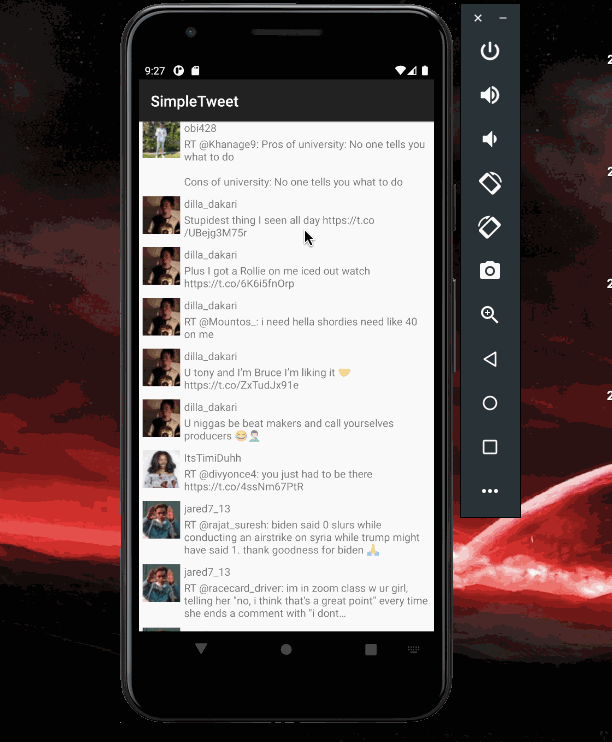 9:27
SimpleTweet
obi428
RT @Khanage9: Pros of university: No one tells you
what to do
Cons of university: No one tells you what to do
dilla_dakari
Stupidest thing I seen all day https://t.co
/UBejg3M75r
dilla_dakari
Plus I got a Rollie on me iced out watch
https://t.co/6K6i5fnOrp
dilla_dakari
RT @Mountos_: i need hella shordies need like 40
on me
dilla_dakari
U tony and I'm Bruce I'm liking it 🤝
https://t.co/ZxTudJx91e
dilla_dakari
U niggas be beat makers and call yourselves
producers 😂🤦🏻‍♂️
ItsTimiDuhh
RT @divyonce4: you just had to be there
https://t.co/4ssNm67PtR
jared7_13
RT @rajat_suresh: biden said 0 slurs while
conducting an airstrike on syria while trump might
have said 1. thank goodness for biden 🙏
jared7_13
RT @racecard_driver: im in zoom class w ur girl,
telling her "no, i think that's a great point" every time
she ends a comment with "i dont…